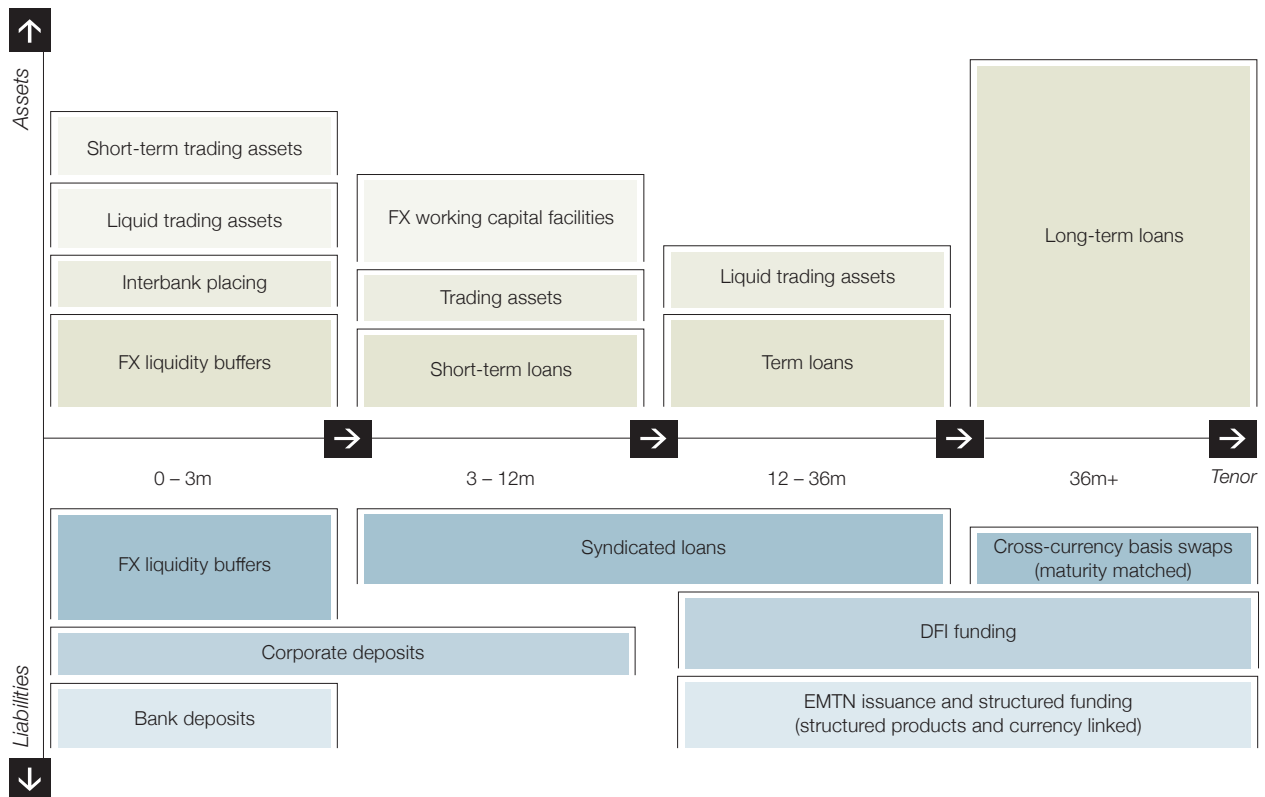 Assets
Short-term trading assets
Liquid trading assets
Interbank placing
FX liquidity buffers
FX working capital facilities
Trading assets
Short-term loans
Liquid trading assets
Term loans
Long-term loans
0 – 3m
3 – 12m
12 – 36m
36m+
Tenor
Liabilities
FX liquidity buffers
Corporate deposits
Bank deposits
Syndicated loans
Cross-currency basis swaps
(maturity matched)
DFI funding
EMTN issuance and structured funding
(structured products and currency linked)